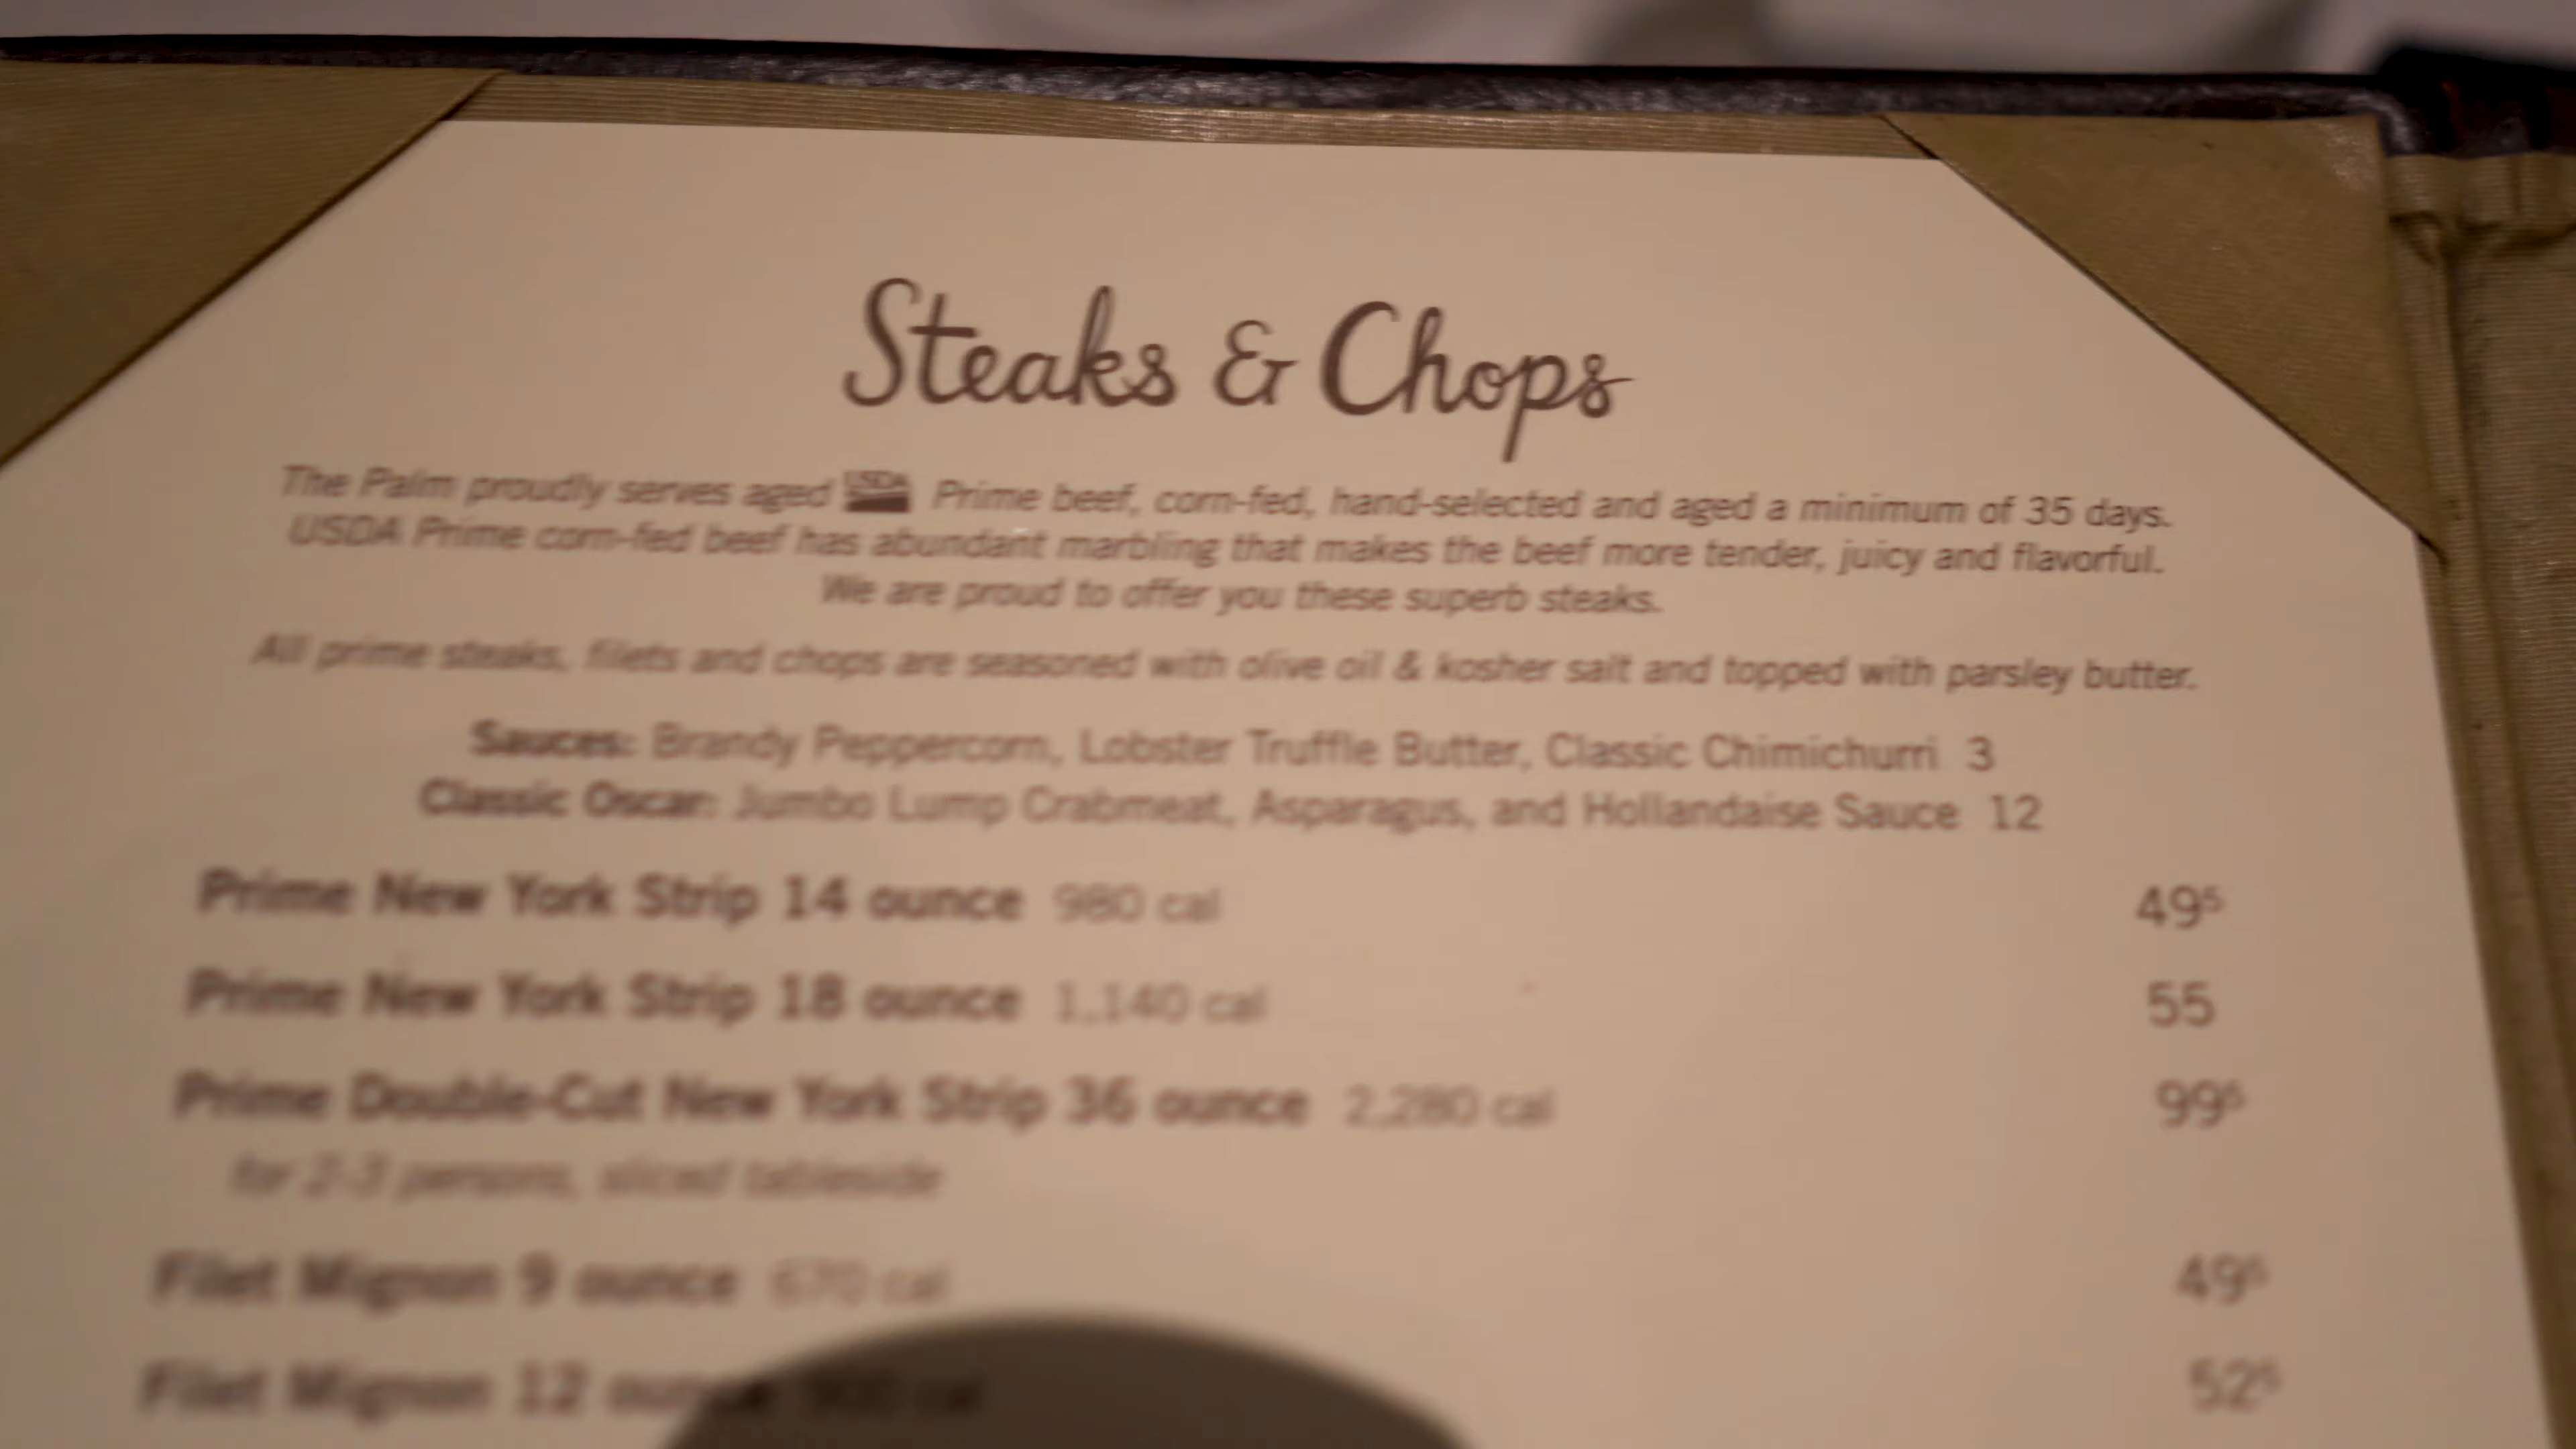 Steaks & Chops
The Palm proudly serves aged USDA Prime beef, corn-fed, hand-selected and aged a minimum of 35 days.
USDA Prime corn-fed beef has abundant marbling that makes the beef more tender, juicy and flavorful.
We are proud to offer you these superb steaks.
All prime steaks, filets and chops are seasoned with olive oil & kosher salt and topped with parsley butter.
Sauces: Brandy Peppercorn, Lobster Truffle Butter, Classic Chimichurri 3
Classic Oscar: Jumbo Lump Crabmeat, Asparagus, and Hollandaise Sauce 12
Prime New York Strip 14 ounce 980 cal 49⁵
Prime New York Strip 18 ounce 1,140 cal 55
Prime Double-Cut New York Strip 36 ounce 2,280 cal 99⁵
for 2-3 persons, sliced tableside
Filet Mignon 9 ounce 670 cal 49⁵
Filet Mignon 12 ounce cal 52⁵